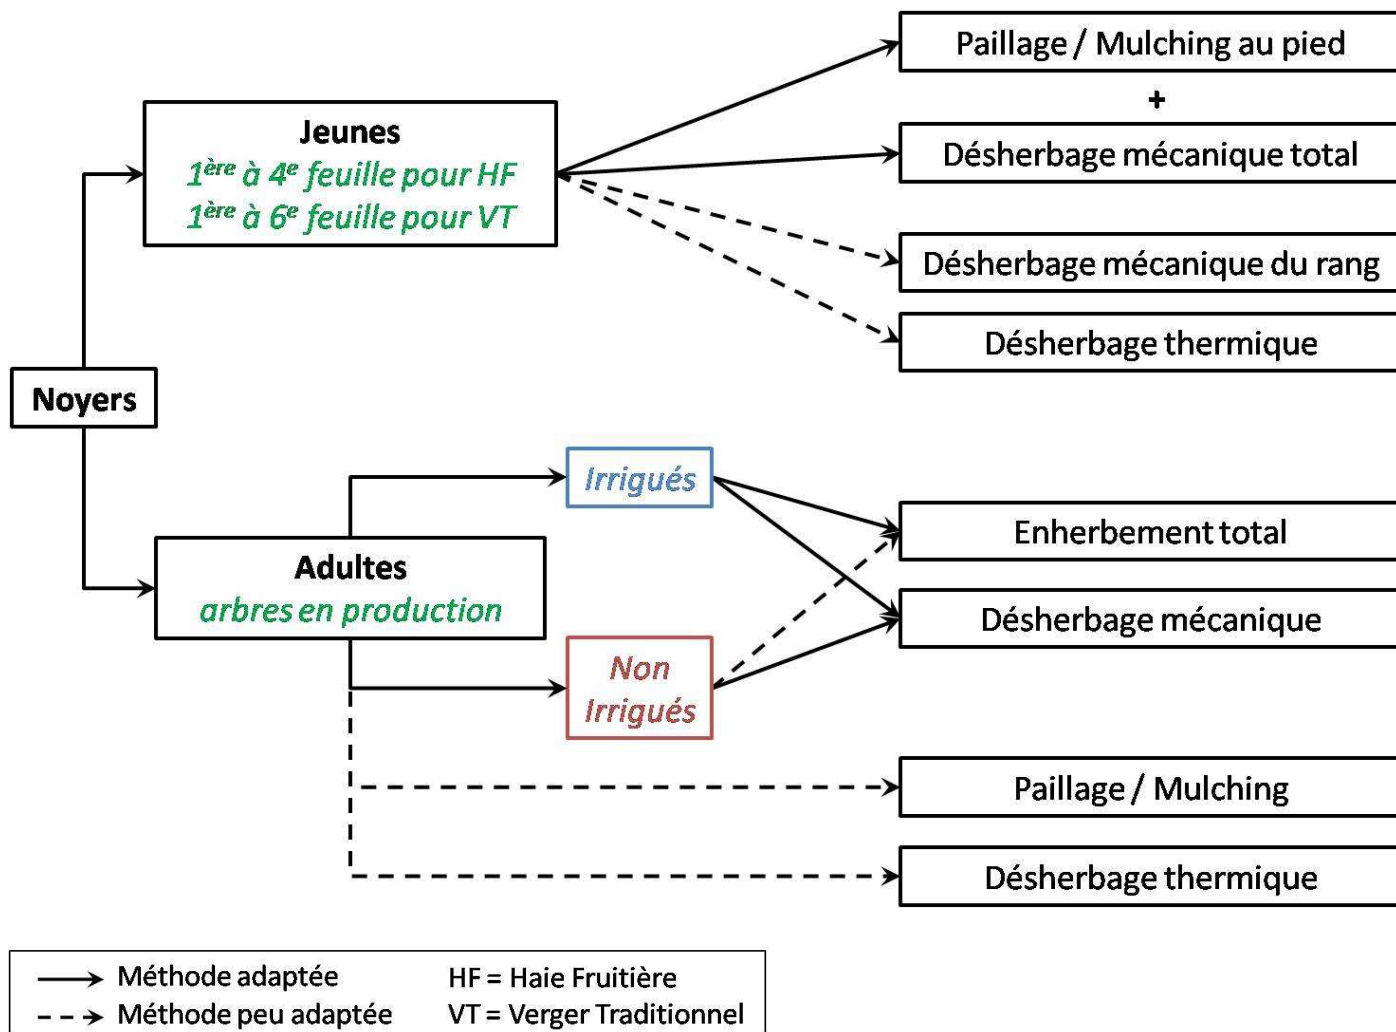 Paillage / Mulching au pied
+
Jeunes
1ère à 4e feuille pour HF
1ère à 6e feuille pour VT
Désherbage mécanique total
Désherbage mécanique du rang
Désherbage thermique
Noyers
Irrigués
Enherbement total
Adultes
arbres en production
Désherbage mécanique
Non
Irrigués
Paillage / Mulching
Désherbage thermique
Méthode adaptée
HF = Haie Fruitière
Méthode peu adaptée
VT = Verger Traditionnel